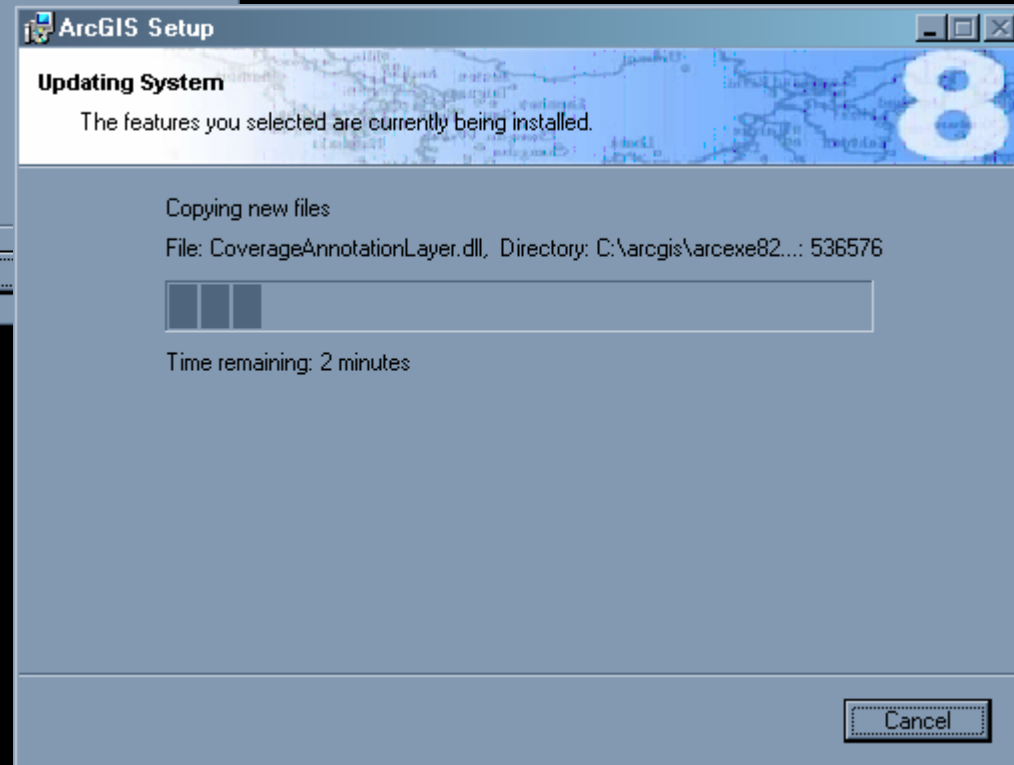 ArcGIS Setup
8
Updating System
The features you selected are currently being installed.
Copying new files
File: CoverageAnnotationLayer.dll, Directory: C:\arcgis\arcexe82...: 536576
Time remaining: 2 minutes
Cancel